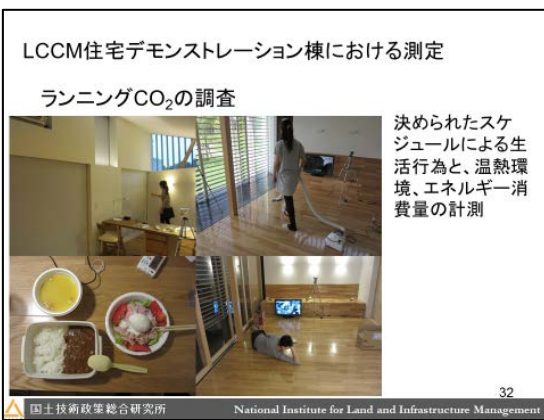 LCCM住宅デモンストレーション棟における測定
ランニングCO₂の調査
決められたスケ
ジュールによる生
活行為と、温熱環
境、エネルギー消
費量の計測
32
国土技術政策総合研究所
National Institute for Land and Infrastructure Management